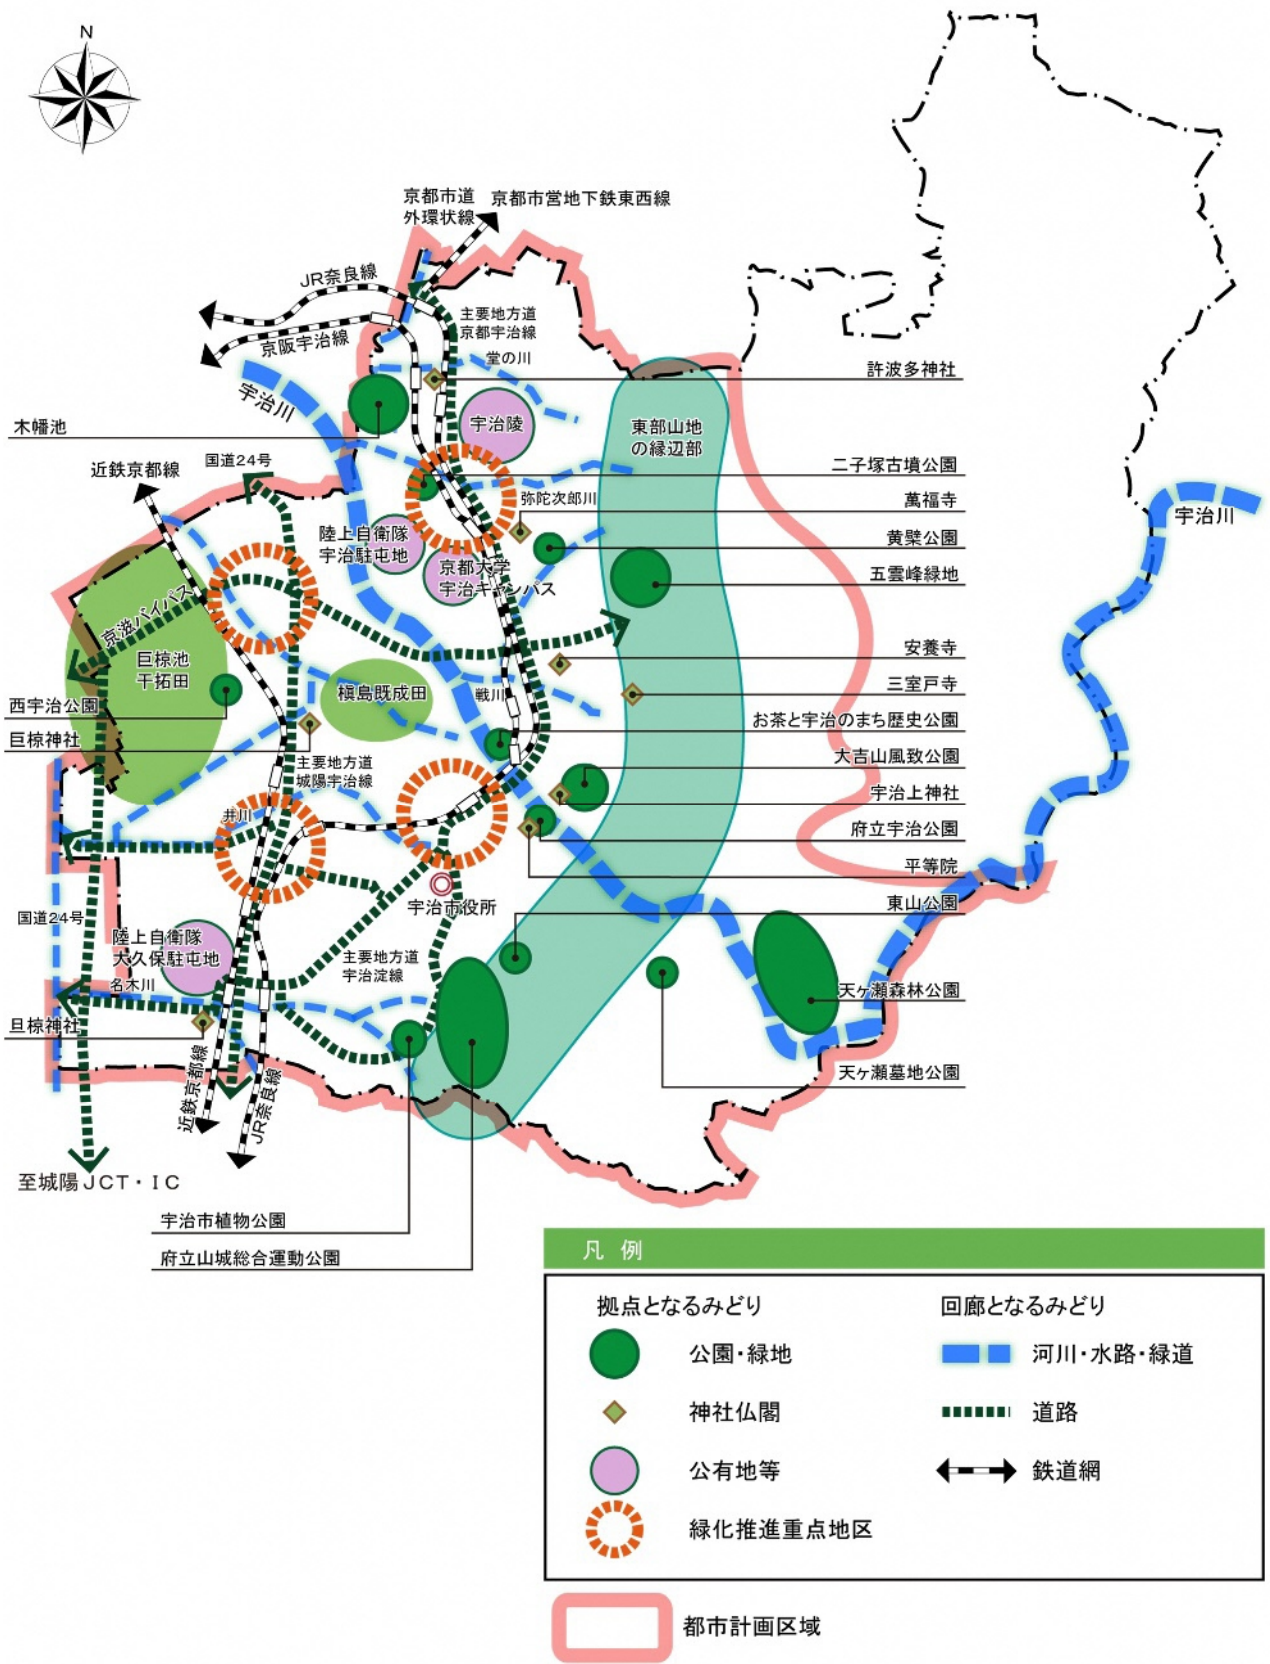 N
京都市道
外環状線
京都市営地下鉄東西線
JR奈良線
京阪宇治線
主要地方道
京都宇治線
堂の川
宇治川
許波多神社
木幡池
宇治陵
東部山地
の縁辺部
近鉄京都線
国道24号
二子塚古墳公園
弥陀次郎川
萬福寺
宇治川
陸上自衛隊
宇治駐屯地
黄檗公園
京都大学
宇治キャンパス
五雲峰緑地
京滋バイパス
巨椋池
干拓田
安養寺
槇島既成田
戦川
三室戸寺
西宇治公園
お茶と宇治のまち歴史公園
巨椋神社
主要地方道
城陽宇治線
大吉山風致公園
宇治上神社
井川
府立宇治公園
平等院
宇治市役所
東山公園
国道24号
陸上自衛隊
大久保駐屯地
主要地方道
宇治淀線
名木川
天ヶ瀬森林公園
旦椋神社
近鉄京都線
JR奈良線
天ヶ瀬墓地公園
至城陽JCT・IC
宇治市植物公園
府立山城総合運動公園
凡 例
拠点となるみどり
回廊となるみどり
公園・緑地
河川・水路・緑道
神社仏閣
道路
公有地等
鉄道網
緑化推進重点地区
都市計画区域